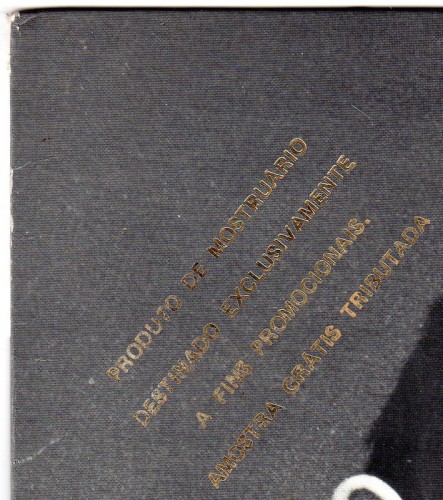 PRODUTO DE MOSTRUARIO
DESTINADO EXCLUSIVAMENTE
A FINS PROMOCIONAIS.
AMOSTRA GRATIS TRIBUTADA